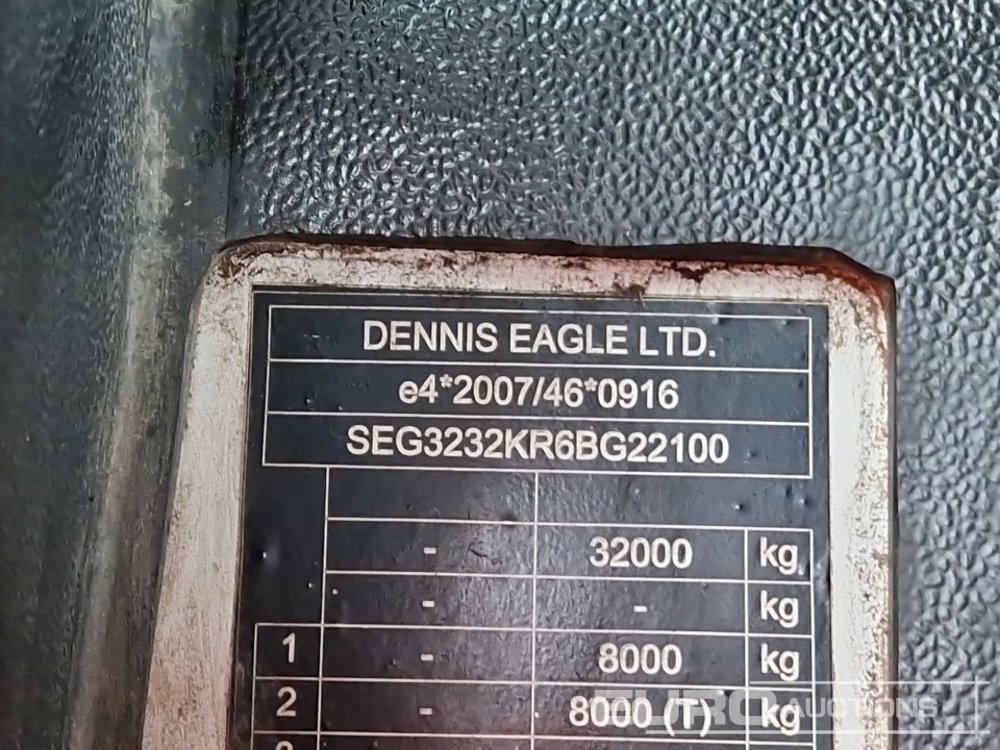 DENNIS EAGLE LTD.
e4*2007/46*0916
SEG3232KR6BG22100
- 32000 kg
- - kg
1 - 8000 kg
2 - 8000 (T) kg
EURO AUCTIONS